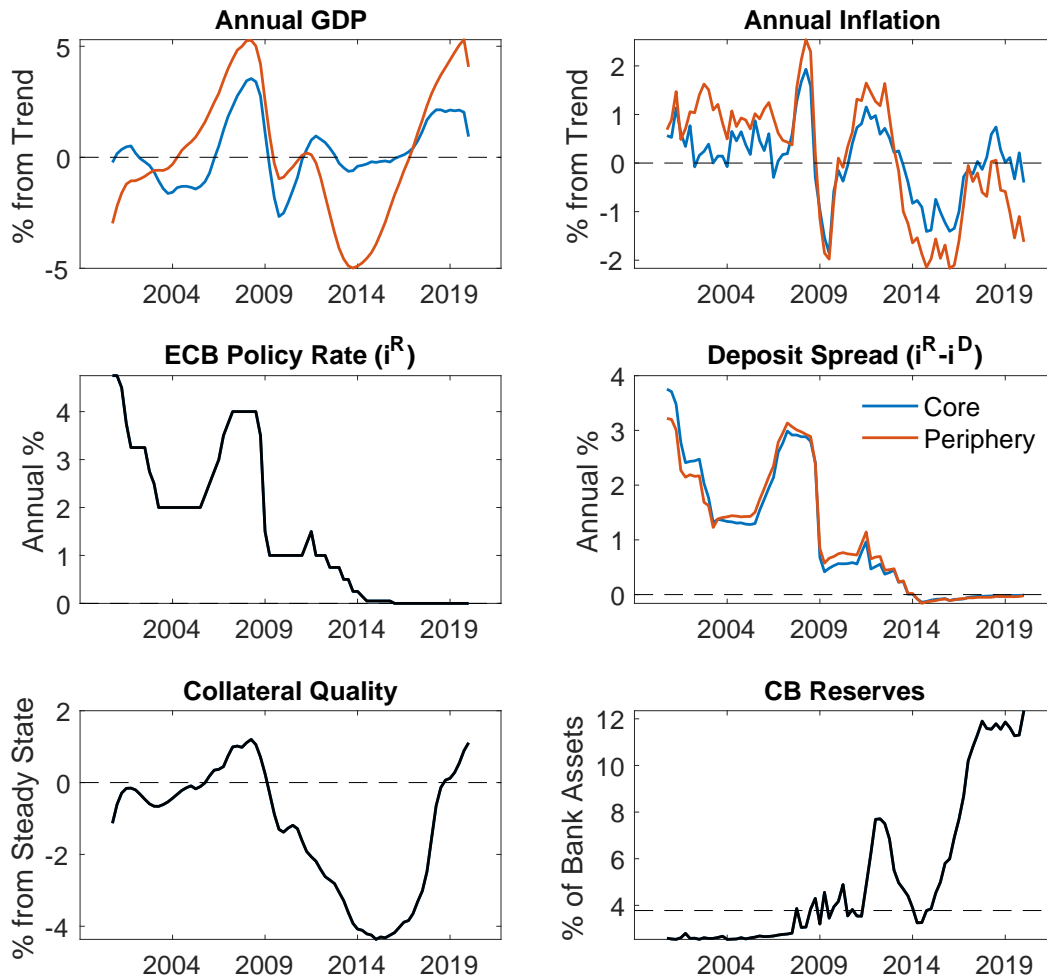 Annual GDP
% from Trend
5
0
-5
2004 2009 2014 2019
Annual Inflation
% from Trend
2
1
0
-1
-2
2004 2009 2014 2019
ECB Policy Rate (i^R)
Annual %
4
3
2
1
0
2004 2009 2014 2019
Deposit Spread (i^R-i^D)
Annual %
4
3
2
1
0
Core
Periphery
2004 2009 2014 2019
Collateral Quality
% from Steady State
2
0
-2
-4
2004 2009 2014 2019
CB Reserves
% of Bank Assets
12
10
8
6
4
2004 2009 2014 2019